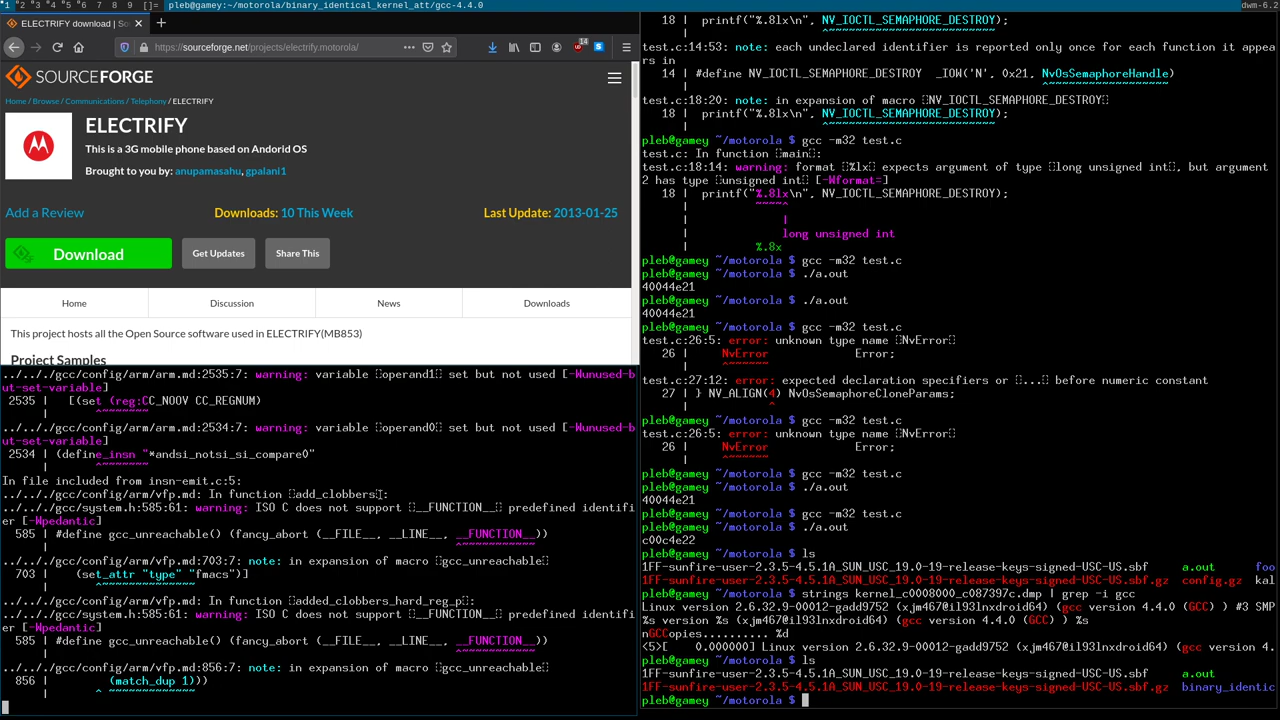 1 2 3 4 5 6 7 8 9 []= pleb@gamey:~/motorola/binary_identical_kernel_att/gcc-4.4.0 dwm-6.2
ELECTRIFY download | So
https://sourceforge.net/projects/electrify.motorola/
14
S
SOURCEFORGE
Home / Browse / Communications / Telephony / ELECTRIFY
ELECTRIFY
This is a 3G mobile phone based on Andorid OS
Brought to you by: anupamasahu, gpalani1
Add a Review
Downloads: 10 This Week
Last Update: 2013-01-25
Download
Get Updates
Share This
Home
Discussion
News
Downloads
This project hosts all the Open Source software used in ELECTRIFY(MB853)
Project Samples
../../../gcc/config/arm/arm.md:2535:7: warning: variable ▯operand1▯ set but not used [-Wunused-b
ut-set-variable]
2535 |   [(set (reg:CC_NOOV CC_REGNUM)
|       ^~~~~~~~
../../../gcc/config/arm/arm.md:2534:7: warning: variable ▯operand0▯ set but not used [-Wunused-b
ut-set-variable]
2534 | (define_insn "*andsi_notsi_si_compare0"
|       ^~~~~~~~
In file included from insn-emit.c:5:
../../../gcc/config/arm/vfp.md: In function ▯add_clobbers▯:
../../../gcc/system.h:585:61: warning: ISO C does not support ▯__FUNCTION__▯ predefined identifi
er [-Wpedantic]
585 | #define gcc_unreachable() (fancy_abort (__FILE__, __LINE__, __FUNCTION__))
|                                                             ^~~~~~~~~~~~
../../../gcc/config/arm/vfp.md:703:7: note: in expansion of macro ▯gcc_unreachable▯
703 |    (set_attr "type" "fmacs")]
|       ^~~~~~~~~~~~~~~
../../../gcc/config/arm/vfp.md: In function ▯added_clobbers_hard_reg_p▯:
../../../gcc/system.h:585:61: warning: ISO C does not support ▯__FUNCTION__▯ predefined identifi
er [-Wpedantic]
585 | #define gcc_unreachable() (fancy_abort (__FILE__, __LINE__, __FUNCTION__))
|                                                             ^~~~~~~~~~~~
../../../gcc/config/arm/vfp.md:856:7: note: in expansion of macro ▯gcc_unreachable▯
856 |         (match_dup 1)))
|       ^ ~~~~~~~~~~~~~
18 |  printf("%.8lx\n", NV_IOCTL_SEMAPHORE_DESTROY);
|                    ^~~~~~~~~~~~~~~~~~~~~~~~~~
test.c:14:53: note: each undeclared identifier is reported only once for each function it appea
rs in
14 | #define NV_IOCTL_SEMAPHORE_DESTROY  _IOW('N', 0x21, NvOsSemaphoreHandle)
|                                                     ^~~~~~~~~~~~~~~~~~~
test.c:18:20: note: in expansion of macro ▯NV_IOCTL_SEMAPHORE_DESTROY▯
18 |  printf("%.8lx\n", NV_IOCTL_SEMAPHORE_DESTROY);
|                    ^~~~~~~~~~~~~~~~~~~~~~~~~~
pleb@gamey ~/motorola $ gcc -m32 test.c
test.c: In function ▯main▯:
test.c:18:14: warning: format ▯%lx▯ expects argument of type ▯long unsigned int▯, but argument
2 has type ▯unsigned int▯ [-Wformat=]
18 |  printf("%.8lx\n", NV_IOCTL_SEMAPHORE_DESTROY);
|          ~~~~^
|              |
|              long unsigned int
|          %.8x
pleb@gamey ~/motorola $ gcc -m32 test.c
pleb@gamey ~/motorola $ ./a.out
40044e21
pleb@gamey ~/motorola $ ./a.out
40044e21
pleb@gamey ~/motorola $ gcc -m32 test.c
test.c:26:5: error: unknown type name ▯NvError▯
26 |     NvError             Error;
|     ^~~~~~~
test.c:27:12: error: expected declaration specifiers or ▯...▯ before numeric constant
27 | } NV_ALIGN(4) NvOsSemaphoreCloneParams;
|            ^
pleb@gamey ~/motorola $ gcc -m32 test.c
test.c:26:5: error: unknown type name ▯NvError▯
26 |     NvError             Error;
|     ^~~~~~~
pleb@gamey ~/motorola $ gcc -m32 test.c
pleb@gamey ~/motorola $ ./a.out
40044e21
pleb@gamey ~/motorola $ gcc -m32 test.c
pleb@gamey ~/motorola $ ./a.out
c00c4e22
pleb@gamey ~/motorola $ ls
1FF-sunfire-user-2.3.5-4.5.1A_SUN_USC_19.0-19-release-keys-signed-USC-US.sbf     a.out      foo
1FF-sunfire-user-2.3.5-4.5.1A_SUN_USC_19.0-19-release-keys-signed-USC-US.sbf.gz  config.gz  kal
pleb@gamey ~/motorola $ strings kernel_c0008000_c087397c.dmp | grep -i gcc
Linux version 2.6.32.9-00012-gadd9752 (xjm467@il93lnxdroid64) (gcc version 4.4.0 (GCC) ) #3 SMP
%s version %s (xjm467@il93lnxdroid64) (gcc version 4.4.0 (GCC) ) %s
nGCCopies.......... %d
<5>[    0.000000] Linux version 2.6.32.9-00012-gadd9752 (xjm467@il93lnxdroid64) (gcc version 4.
pleb@gamey ~/motorola $ ls
1FF-sunfire-user-2.3.5-4.5.1A_SUN_USC_19.0-19-release-keys-signed-USC-US.sbf     a.out
1FF-sunfire-user-2.3.5-4.5.1A_SUN_USC_19.0-19-release-keys-signed-USC-US.sbf.gz  binary_identic
pleb@gamey ~/motorola $